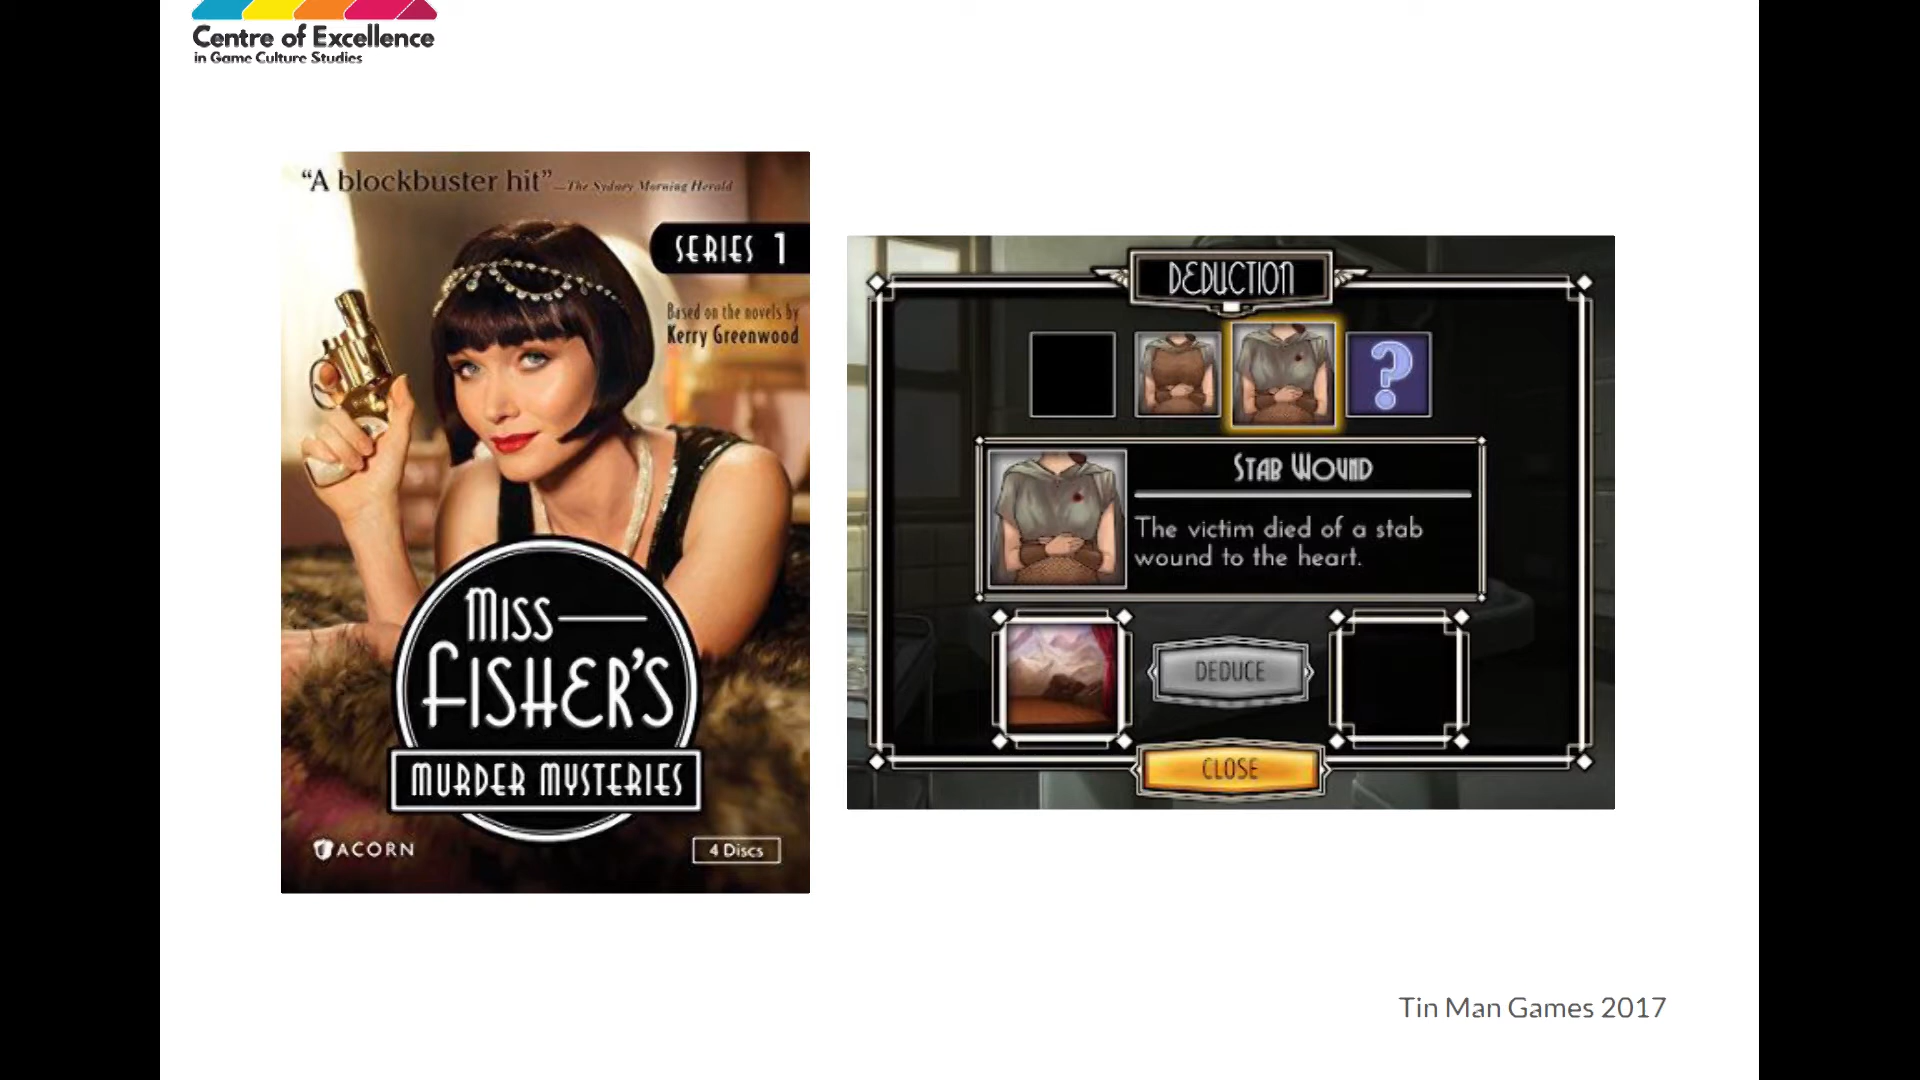 Centre of Excellence
in Game Culture Studies
“A blockbuster hit” —The Sydney Morning Herald
SERIES 1
Based on the novels by
Kerry Greenwood
MISS
FISHER'S
MURDER MYSTERIES
ACORN
4 Discs
DEDUCTION
?
STAB WOUND
The victim died of a stab
wound to the heart.
DEDUCE
CLOSE
Tin Man Games 2017